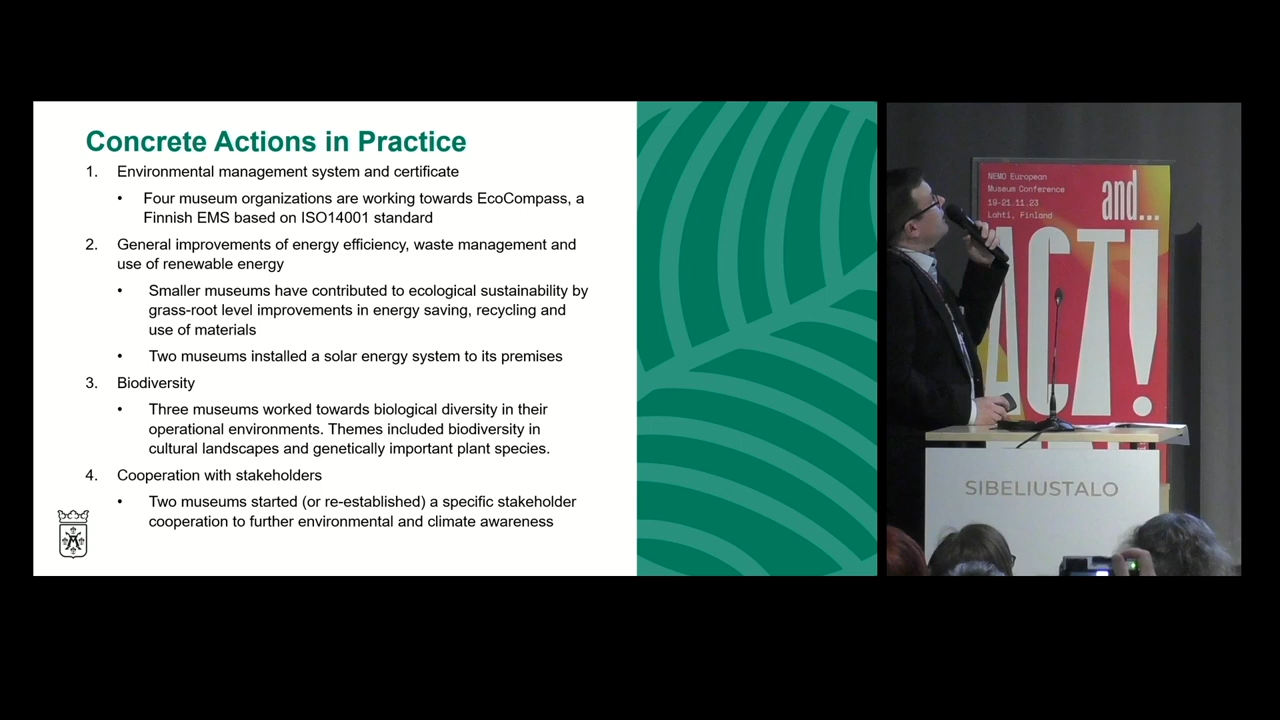 Concrete Actions in Practice
1. Environmental management system and certificate
• Four museum organizations are working towards EcoCompass, a
Finnish EMS based on ISO14001 standard
2. General improvements of energy efficiency, waste management and
use of renewable energy
• Smaller museums have contributed to ecological sustainability by
grass-root level improvements in energy saving, recycling and
use of materials
• Two museums installed a solar energy system to its premises
3. Biodiversity
• Three museums worked towards biological diversity in their
operational environments. Themes included biodiversity in
cultural landscapes and genetically important plant species.
4. Cooperation with stakeholders
• Two museums started (or re-established) a specific stakeholder
cooperation to further environmental and climate awareness
NEMO European
Museum Conference
19-21.11.23
Lahti, Finland
and...
ACT!
SIBELIUSTALO